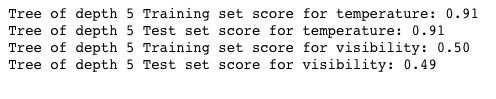 Tree of depth 5 Training set score for temperature: 0.91
Tree of depth 5 Test set score for temperature: 0.91
Tree of depth 5 Training set score for visibility: 0.50
Tree of depth 5 Test set score for visibility: 0.49